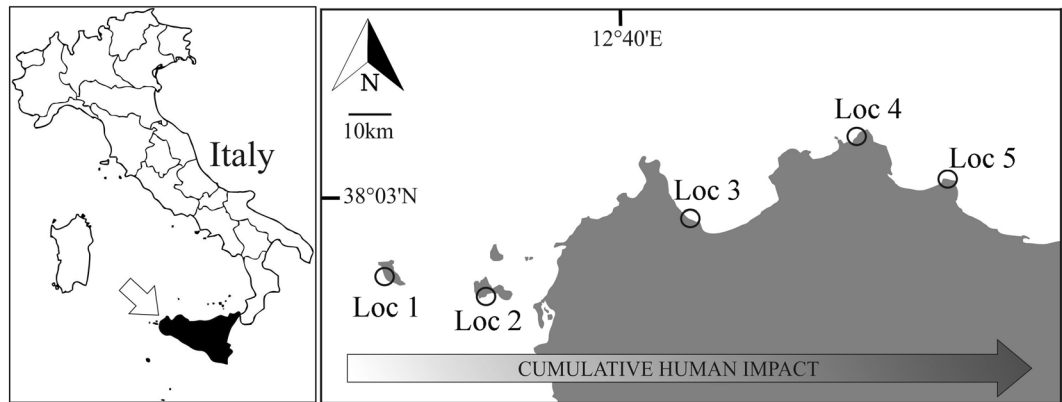 Italy
12°40'E
N
10km
38°03'N
Loc 1
Loc 2
Loc 3
Loc 4
Loc 5
CUMULATIVE HUMAN IMPACT